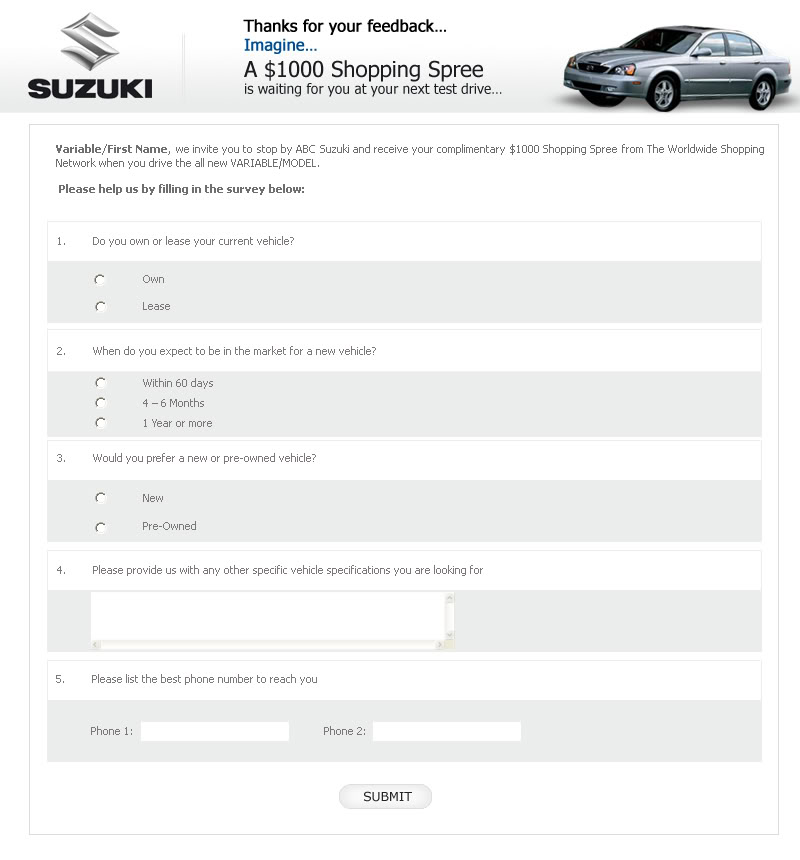 SUZUKI
Thanks for your feedback...
Imagine...
A $1000 Shopping Spree
is waiting for you at your next test drive...
Variable/First Name, we invite you to stop by ABC Suzuki and receive your complimentary $1000 Shopping Spree from The Worldwide Shopping
Network when you drive the all new VARIABLE/MODEL.
Please help us by filling in the survey below:
1. Do you own or lease your current vehicle?
Own
Lease
2. When do you expect to be in the market for a new vehicle?
Within 60 days
4 – 6 Months
1 Year or more
3. Would you prefer a new or pre-owned vehicle?
New
Pre-Owned
4. Please provide us with any other specific vehicle specifications you are looking for
5. Please list the best phone number to reach you
Phone 1: Phone 2:
SUBMIT